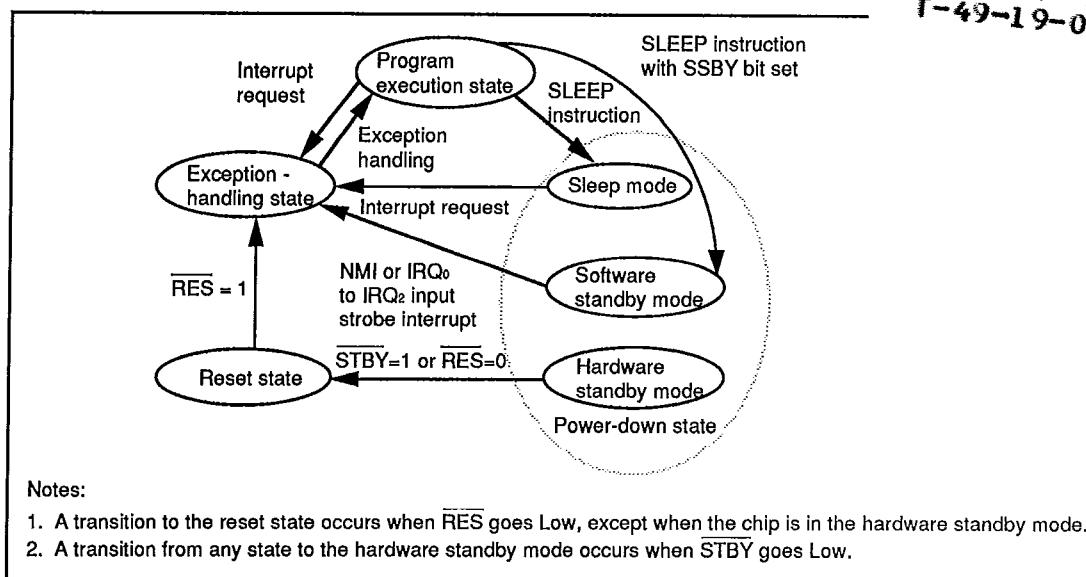 T-49-19-0
SLEEP instruction
with SSBY bit set
Program
execution state
Interrupt
request
SLEEP
instruction
Exception
handling
Exception -
handling state
Sleep mode
Interrupt request
RES = 1
NMI or IRQ₀
to IRQ₂ input
strobe interrupt
Software
standby mode
STBY=1 or RES=0
Reset state
Hardware
standby mode
Power-down state
Notes:
1. A transition to the reset state occurs when RES goes Low, except when the chip is in the hardware standby mode.
2. A transition from any state to the hardware standby mode occurs when STBY goes Low.